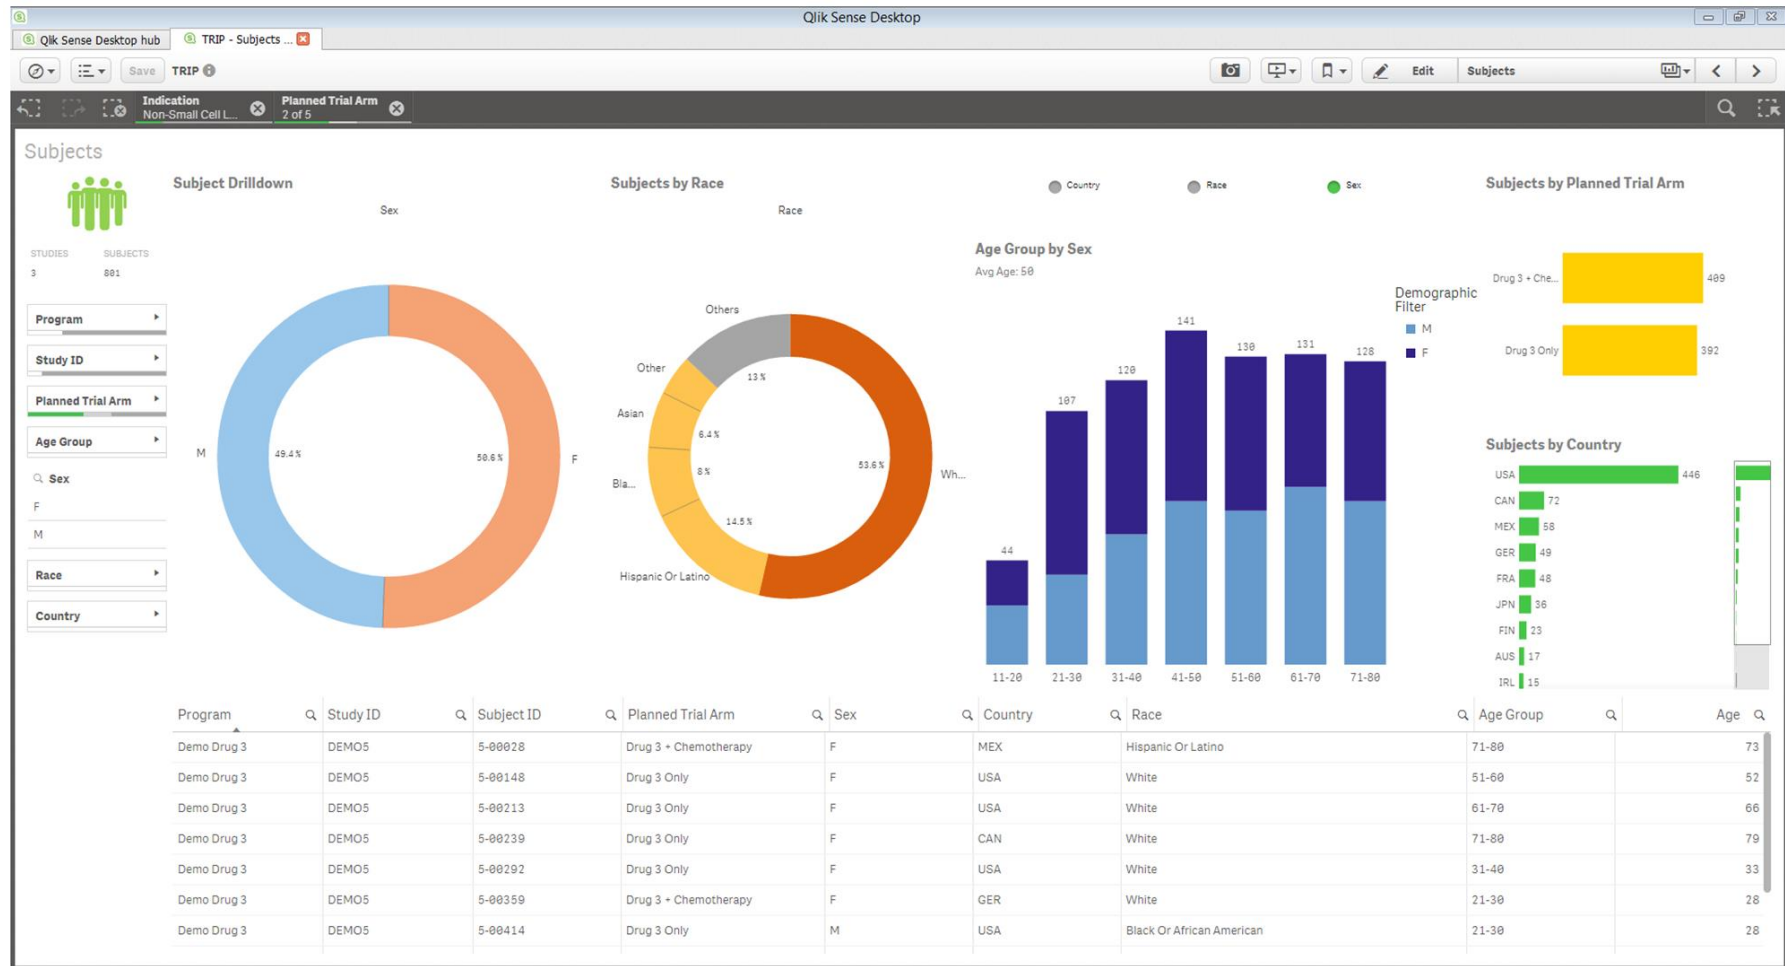 Qlik Sense Desktop
Qlik Sense Desktop hub
TRIP - Subjects ...
Save
TRIP
Edit
Subjects
Indication
Non-Small Cell L...
Planned Trial Arm
2 of 5
Subjects
STUDIES
SUBJECTS
3
801
Program
Study ID
Planned Trial Arm
Age Group
Sex
F
M
Race
Country
Subject Drilldown
Sex
M
49.4%
50.6%
F
Subjects by Race
Race
Others
13%
Other
Asian
6.4%
8%
Bla...
14.5%
Hispanic Or Latino
53.6%
Wh...
Country
Race
Sex
Age Group by Sex
Avg Age: 50
44
107
120
141
130
131
128
11-20
21-30
31-40
41-50
51-60
61-70
71-80
Demographic
Filter
M
F
Subjects by Planned Trial Arm
Drug 3 + Che...
409
Drug 3 Only
392
Subjects by Country
USA 446
CAN 72
MEX 58
GER 49
FRA 48
JPN 36
FIN 23
AUS 17
IRL 15
Program Study ID Subject ID Planned Trial Arm Sex Country Race Age Group Age
Demo Drug 3 DEMO5 5-00028 Drug 3 + Chemotherapy F MEX Hispanic Or Latino 71-80 73
Demo Drug 3 DEMO5 5-00148 Drug 3 Only F USA White 51-60 52
Demo Drug 3 DEMO5 5-00213 Drug 3 Only F USA White 61-70 66
Demo Drug 3 DEMO5 5-00239 Drug 3 Only F CAN White 71-80 79
Demo Drug 3 DEMO5 5-00292 Drug 3 Only F USA White 31-40 33
Demo Drug 3 DEMO5 5-00359 Drug 3 + Chemotherapy F GER White 21-30 28
Demo Drug 3 DEMO5 5-00414 Drug 3 Only M USA Black Or African American 21-30 28